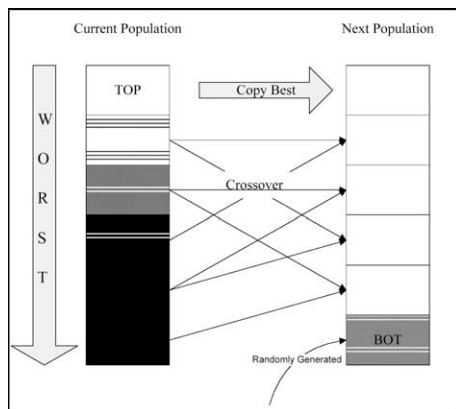 Current Population
Next Population
W
O
R
S
T
TOP
Copy Best
Crossover
BOT
Randomly Generated